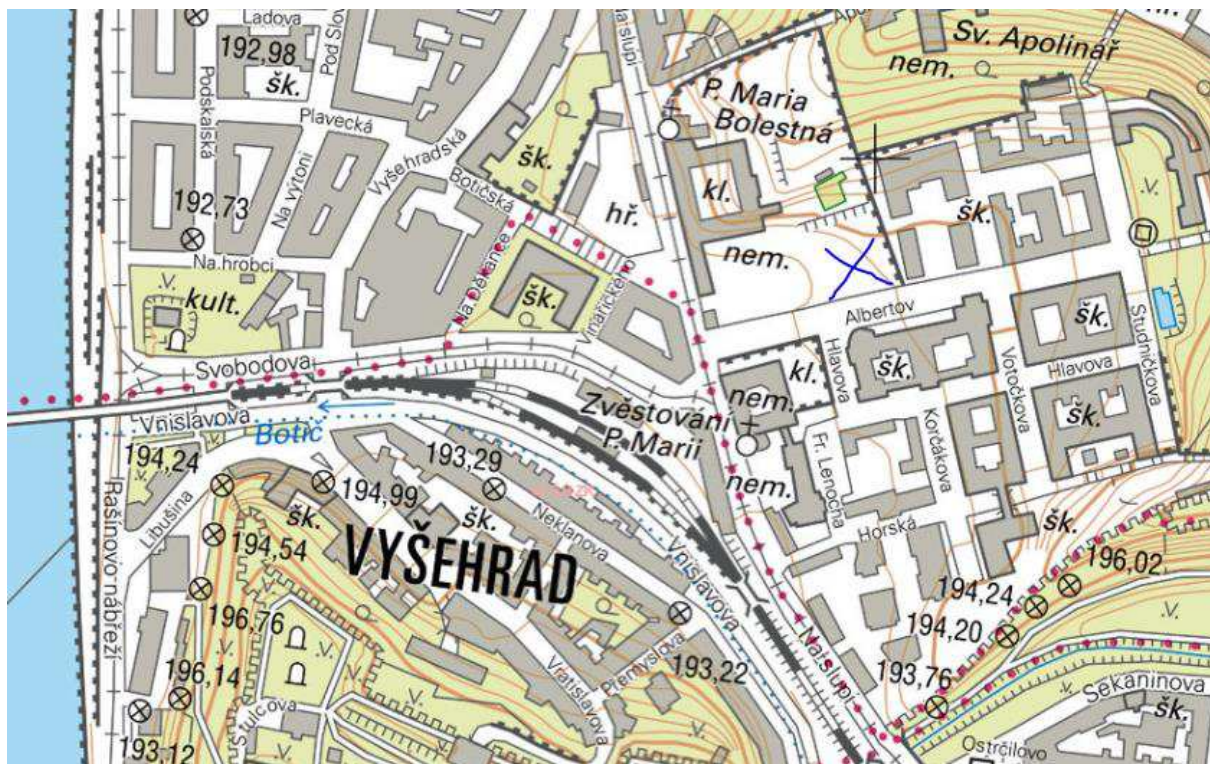 Ladova
192,98
šk.
Pod Slov
Podskalská
Plavecká
Na výtoni
Vyšehradská
192,73
Na hrobci
kult.
Na slupi
Botičská
šk.
hř.
Na Děkance
šk.
Vinařického
Apol
Sv. Apolinář
nem.
P. Maria
Bolestná
kl.
nem.
šk.
Albertov
šk.
Studničkova
Hlavova
Votočkova
Hlavova
šk.
šk.
kl.
nem.
Korčákova
Fr. Lenocha
nem.
Horská
Zvěstování
P. Marii
Svobodova
Vnislavova
Botič
194,24
Rašínovo nábřeží
Libušina
193,29
194,99
šk.
šk.
Neklanova
VYŠEHRAD
194,54
196,76
196,14
193,12
Štulcova
Vratislavova
Přemyslova
Vnislavova
193,22
Na slupi
šk.
196,02
194,24
194,20
193,76
Sekaninova
šk.
Ostrčilovo